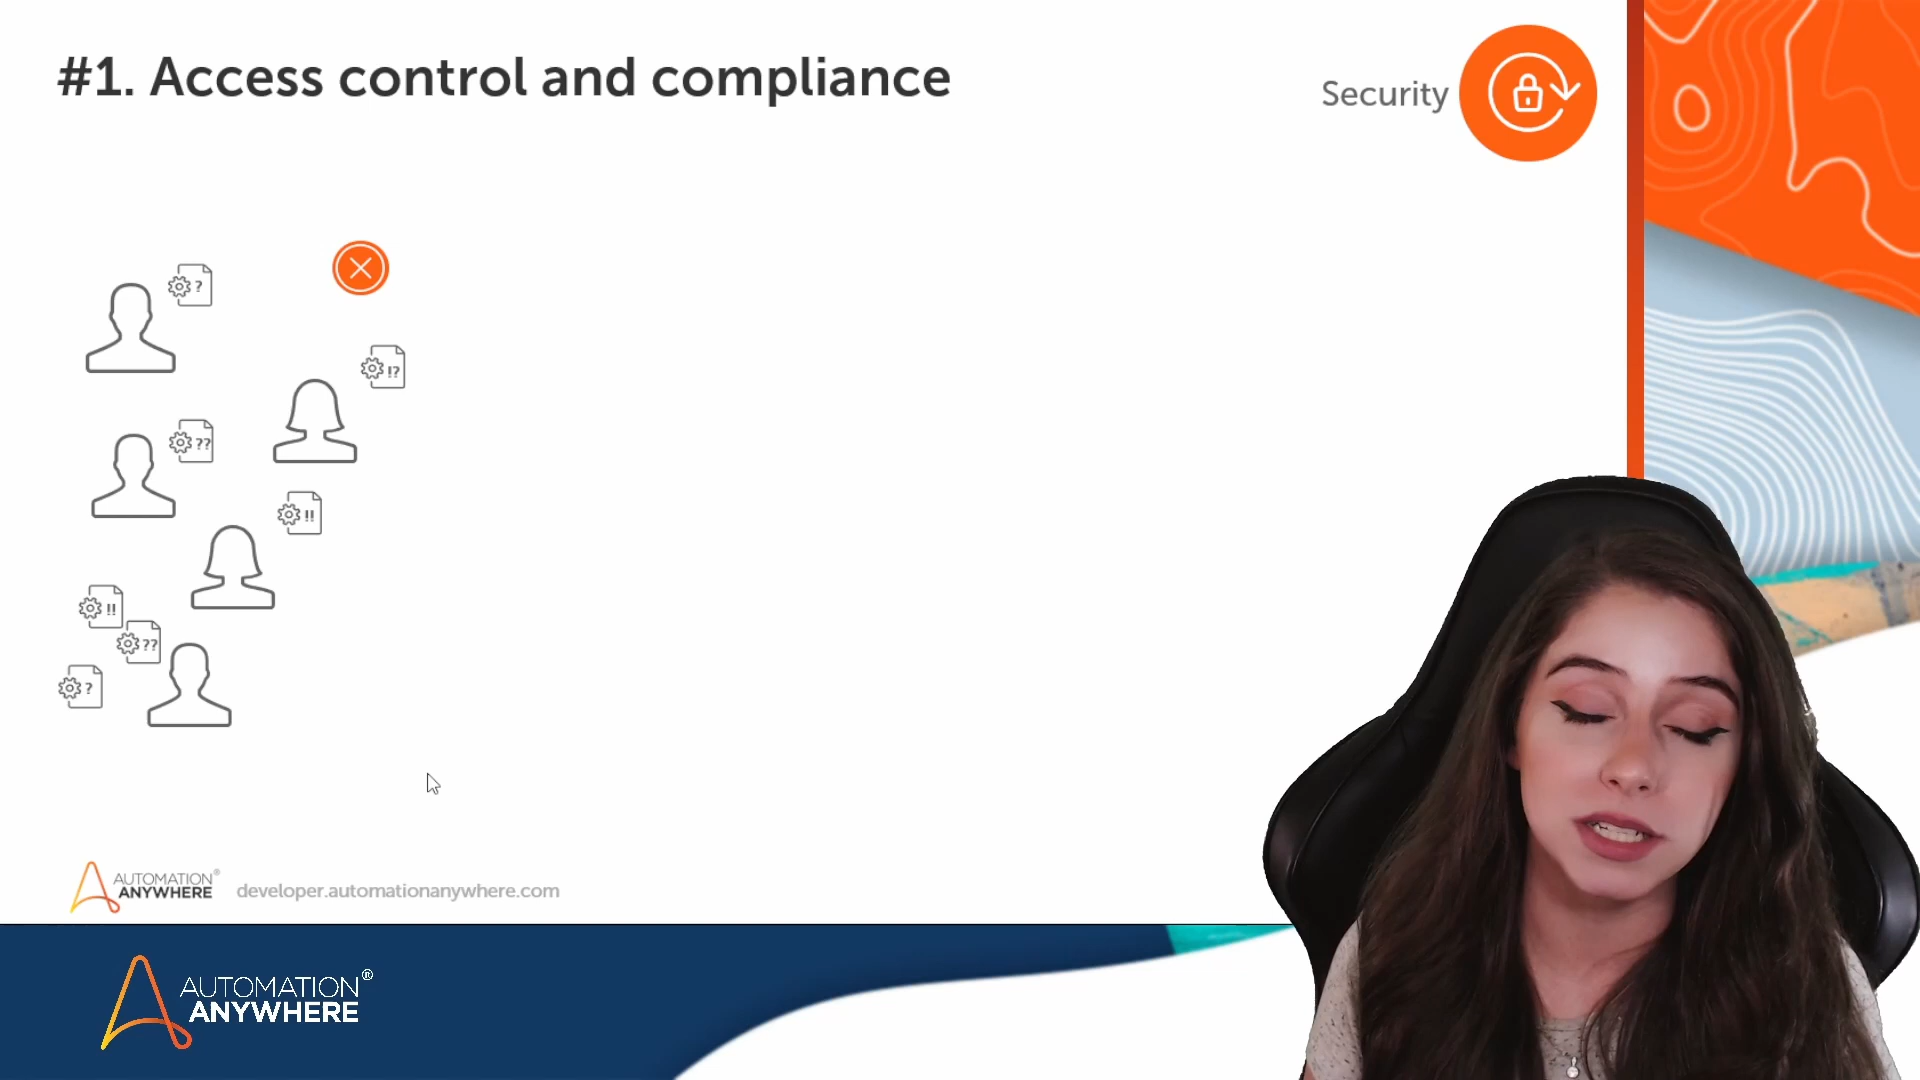 #1. Access control and compliance
Security
?
!?
??
!!
!!
??
?
AUTOMATION®
ANYWHERE
developer.automationanywhere.com
AUTOMATION®
ANYWHERE